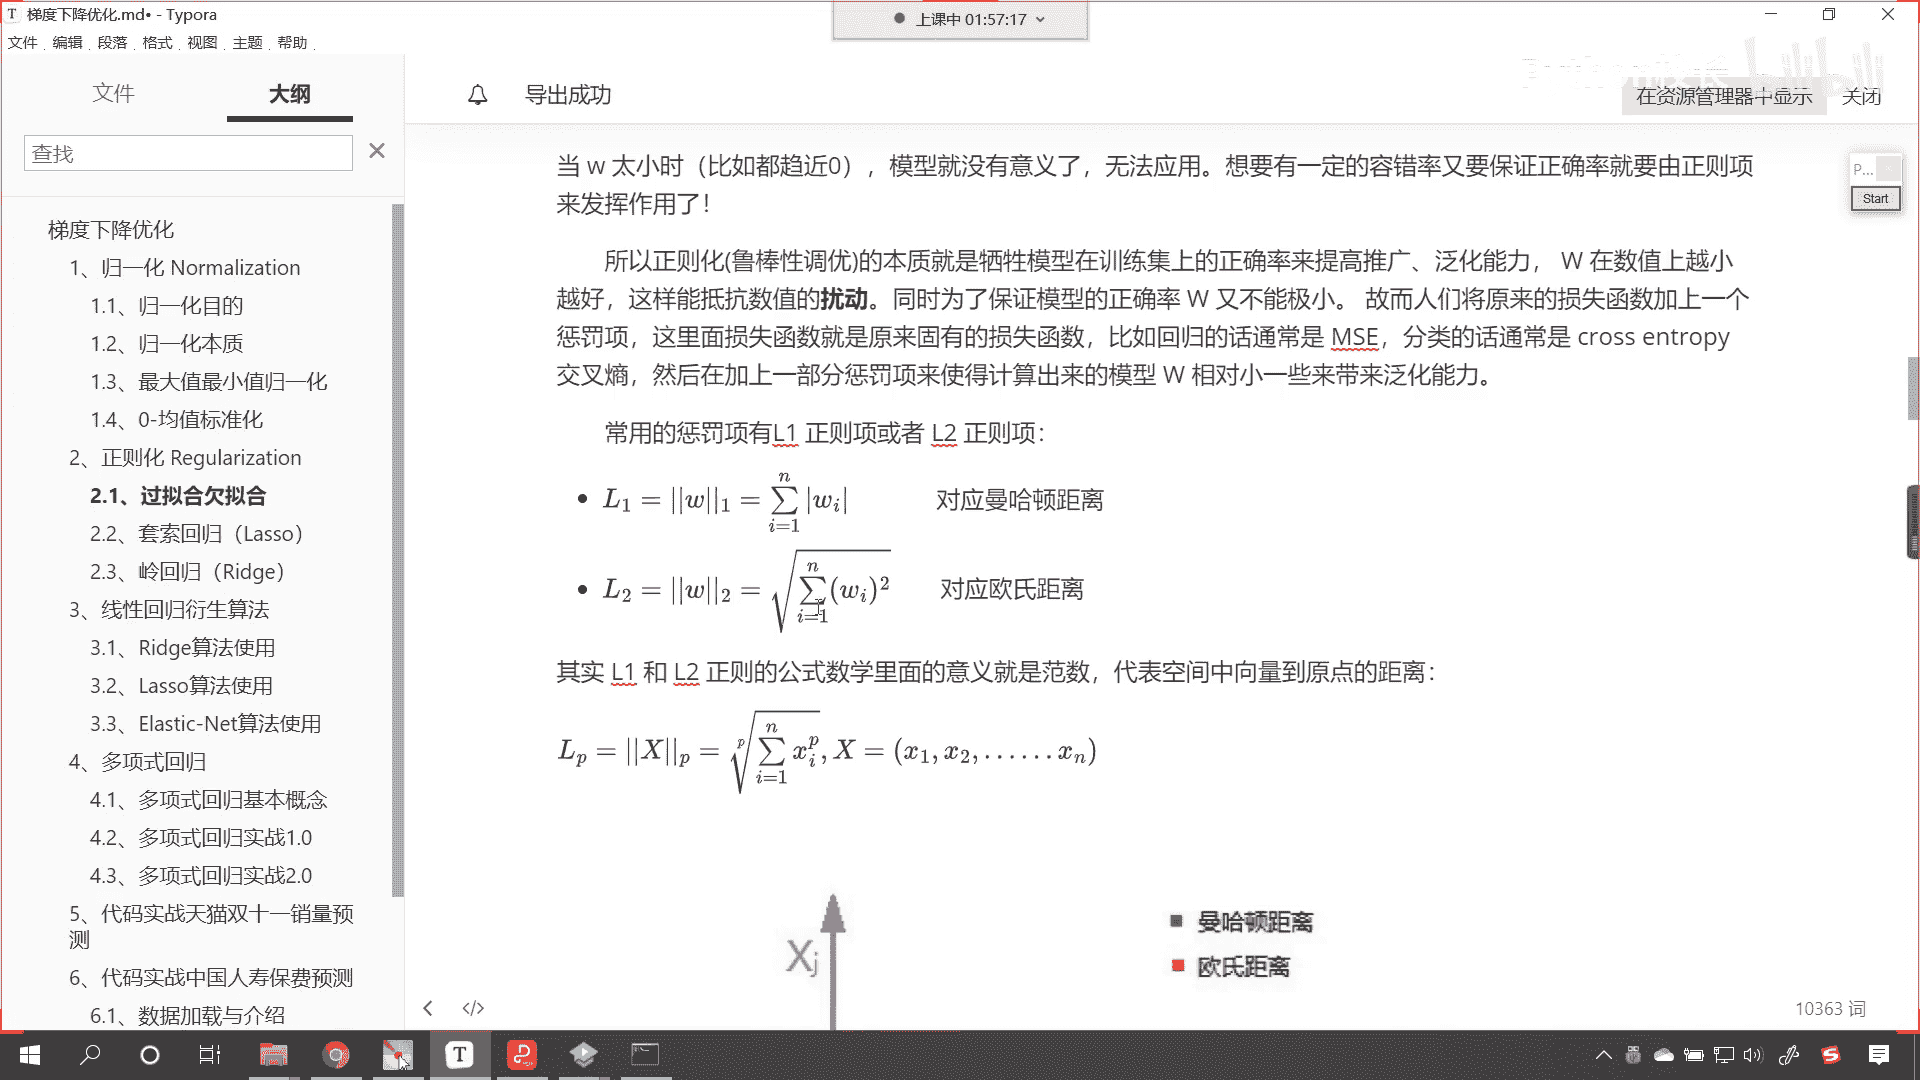 梯度下降优化.md• - Typora
上课中 01:57:17
文件 编辑 段落 格式 视图 主题 帮助
文件 大纲
查找
导出成功
在资源管理器中显示 关闭
P...
Start
梯度下降优化
1、归一化 Normalization
1.1、归一化目的
1.2、归一化本质
1.3、最大值最小值归一化
1.4、0-均值标准化
2、正则化 Regularization
2.1、过拟合欠拟合
2.2、套索回归（Lasso）
2.3、岭回归（Ridge）
3、线性回归衍生算法
3.1、Ridge算法使用
3.2、Lasso算法使用
3.3、Elastic-Net算法使用
4、多项式回归
4.1、多项式回归基本概念
4.2、多项式回归实战1.0
4.3、多项式回归实战2.0
5、代码实战天猫双十一销量预
测
6、代码实战中国人寿保费预测
6.1、数据加载与介绍
当 w 太小时（比如都趋近0），模型就没有意义了，无法应用。想要有一定的容错率又要保证正确率就要由正则项
来发挥作用了！
所以正则化(鲁棒性调优)的本质就是牺牲模型在训练集上的正确率来提高推广、泛化能力， W 在数值上越小
越好，这样能抵抗数值的扰动。同时为了保证模型的正确率 W 又不能极小。 故而人们将原来的损失函数加上一个
惩罚项，这里面损失函数就是原来固有的损失函数，比如回归的话通常是 MSE，分类的话通常是 cross entropy
交叉熵，然后在加上一部分惩罚项来使得计算出来的模型 W 相对小一些来带来泛化能力。
常用的惩罚项有L1 正则项或者 L2 正则项：
• L₁ = ||w||₁ = ∑ⁿᵢ₌₁ |wᵢ| 对应曼哈顿距离
• L₂ = ||w||₂ = √(∑ⁿᵢ₌₁ (wᵢ)²) 对应欧氏距离
其实 L1 和 L2 正则的公式数学里面的意义就是范数，代表空间中向量到原点的距离：
Lₚ = ||X||ₚ = ᵖ√(∑ⁿᵢ₌₁ xᵢᵖ), X = (x₁, x₂, ...... xₙ)
Xj
曼哈顿距离
欧氏距离
10363 词